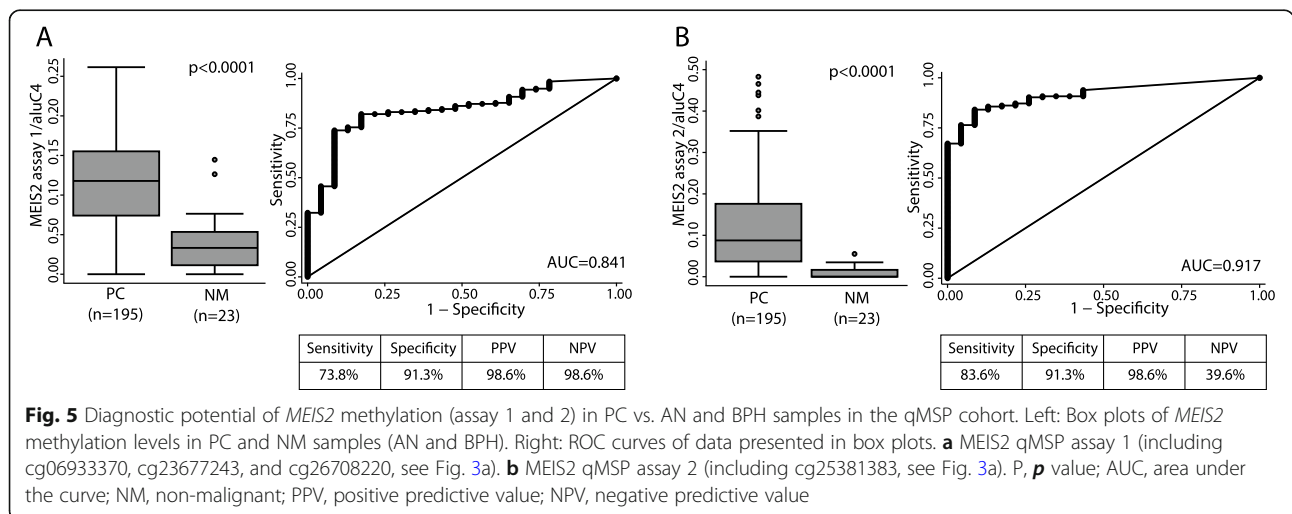 A
MEIS2 assay 1/aluC4
0.25
0.15
0.10
0.50
0.00
p<0.0001
PC
(n=195)
NM
(n=23)
Sensitivity
1.00
0.75
0.50
0.25
0.00
AUC=0.841
0.00 0.25 0.50 0.75 1.00
1 – Specificity
Sensitivity Specificity PPV NPV
73.8% 91.3% 98.6% 98.6%
B
MEIS2 assay 2/aluC4
0.50
0.40
0.30
0.20
0.10
0.00
p<0.0001
PC
(n=195)
NM
(n=23)
Sensitivity
1.00
0.75
0.50
0.25
0.00
AUC=0.917
0.00 0.25 0.50 0.75 1.00
1 – Specificity
Sensitivity Specificity PPV NPV
83.6% 91.3% 98.6% 39.6%
Fig. 5 Diagnostic potential of MEIS2 methylation (assay 1 and 2) in PC vs. AN and BPH samples in the qMSP cohort. Left: Box plots of MEIS2
methylation levels in PC and NM samples (AN and BPH). Right: ROC curves of data presented in box plots. a MEIS2 qMSP assay 1 (including
cg06933370, cg23677243, and cg26708220, see Fig. 3a). b MEIS2 qMSP assay 2 (including cg25381383, see Fig. 3a). P, p value; AUC, area under
the curve; NM, non-malignant; PPV, positive predictive value; NPV, negative predictive value